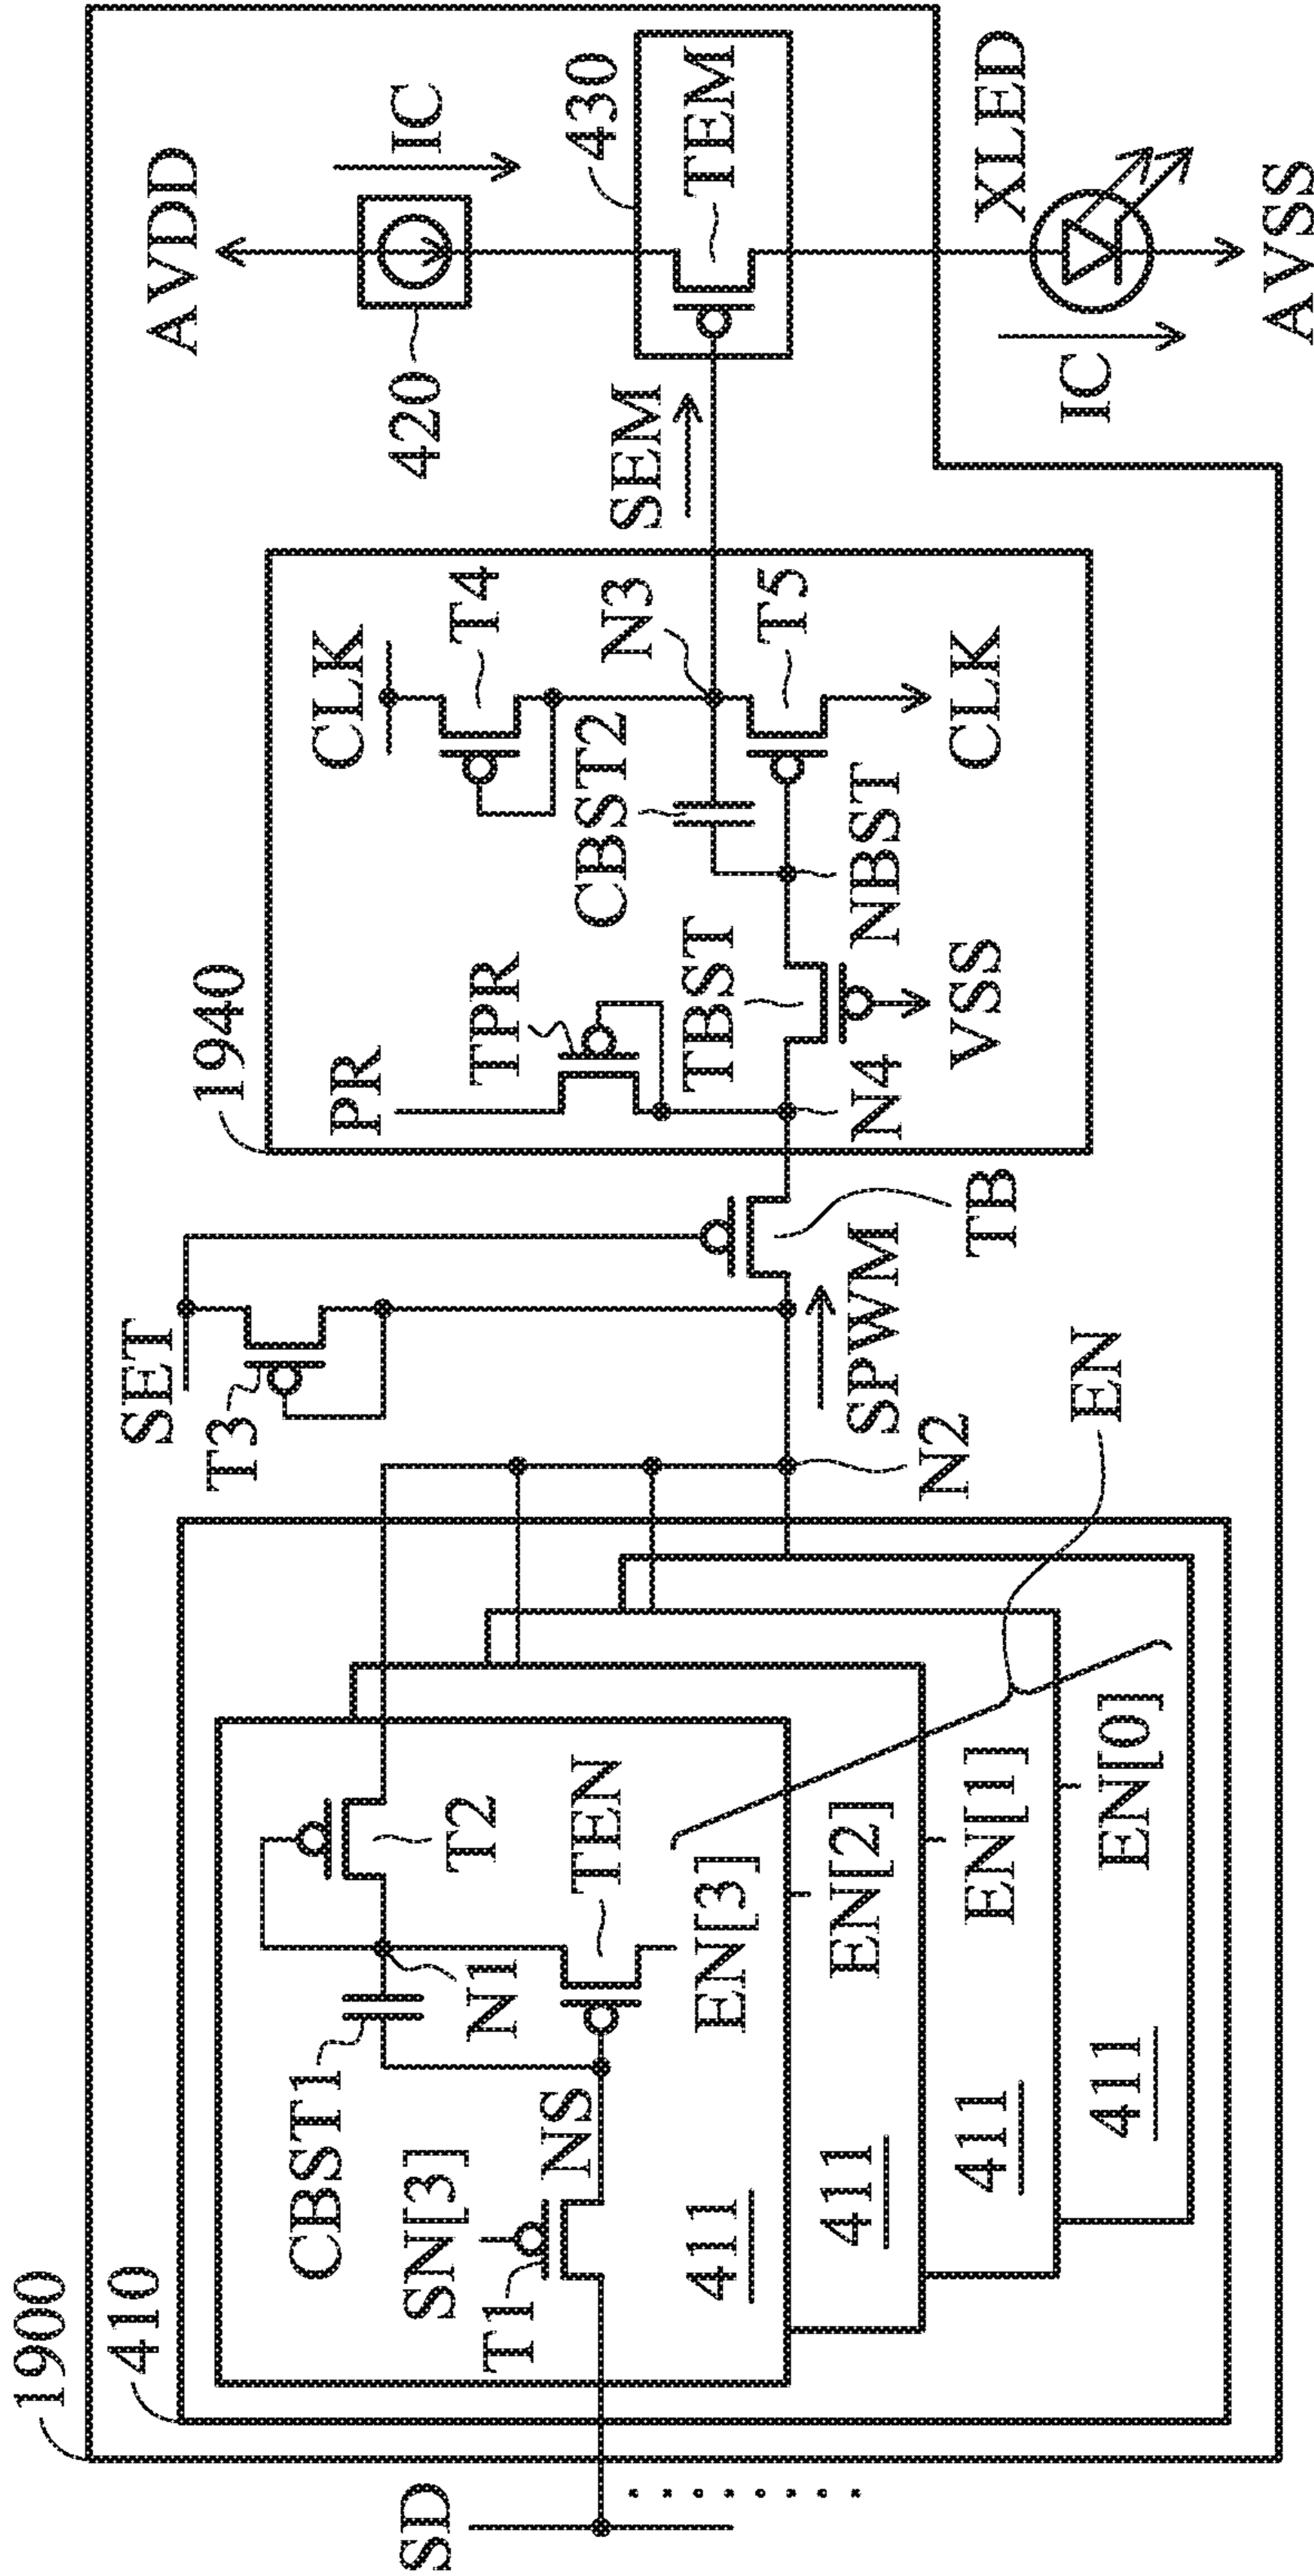 1900
410
SD
T1
SN[3]
NS
CBST1
N1
T2
TEN
EN[3]
411
EN[2]
411
EN[1]
411
EN[0]
411
EN
N2
SPWM
SET
T3
TB
1940
PR
TPR
N4
TBST
VSS
NBST
CBST2
CLK
T4
N3
T5
CLK
SEM
AVDD
420
IC
430
TEM
XLED
IC
AVSS